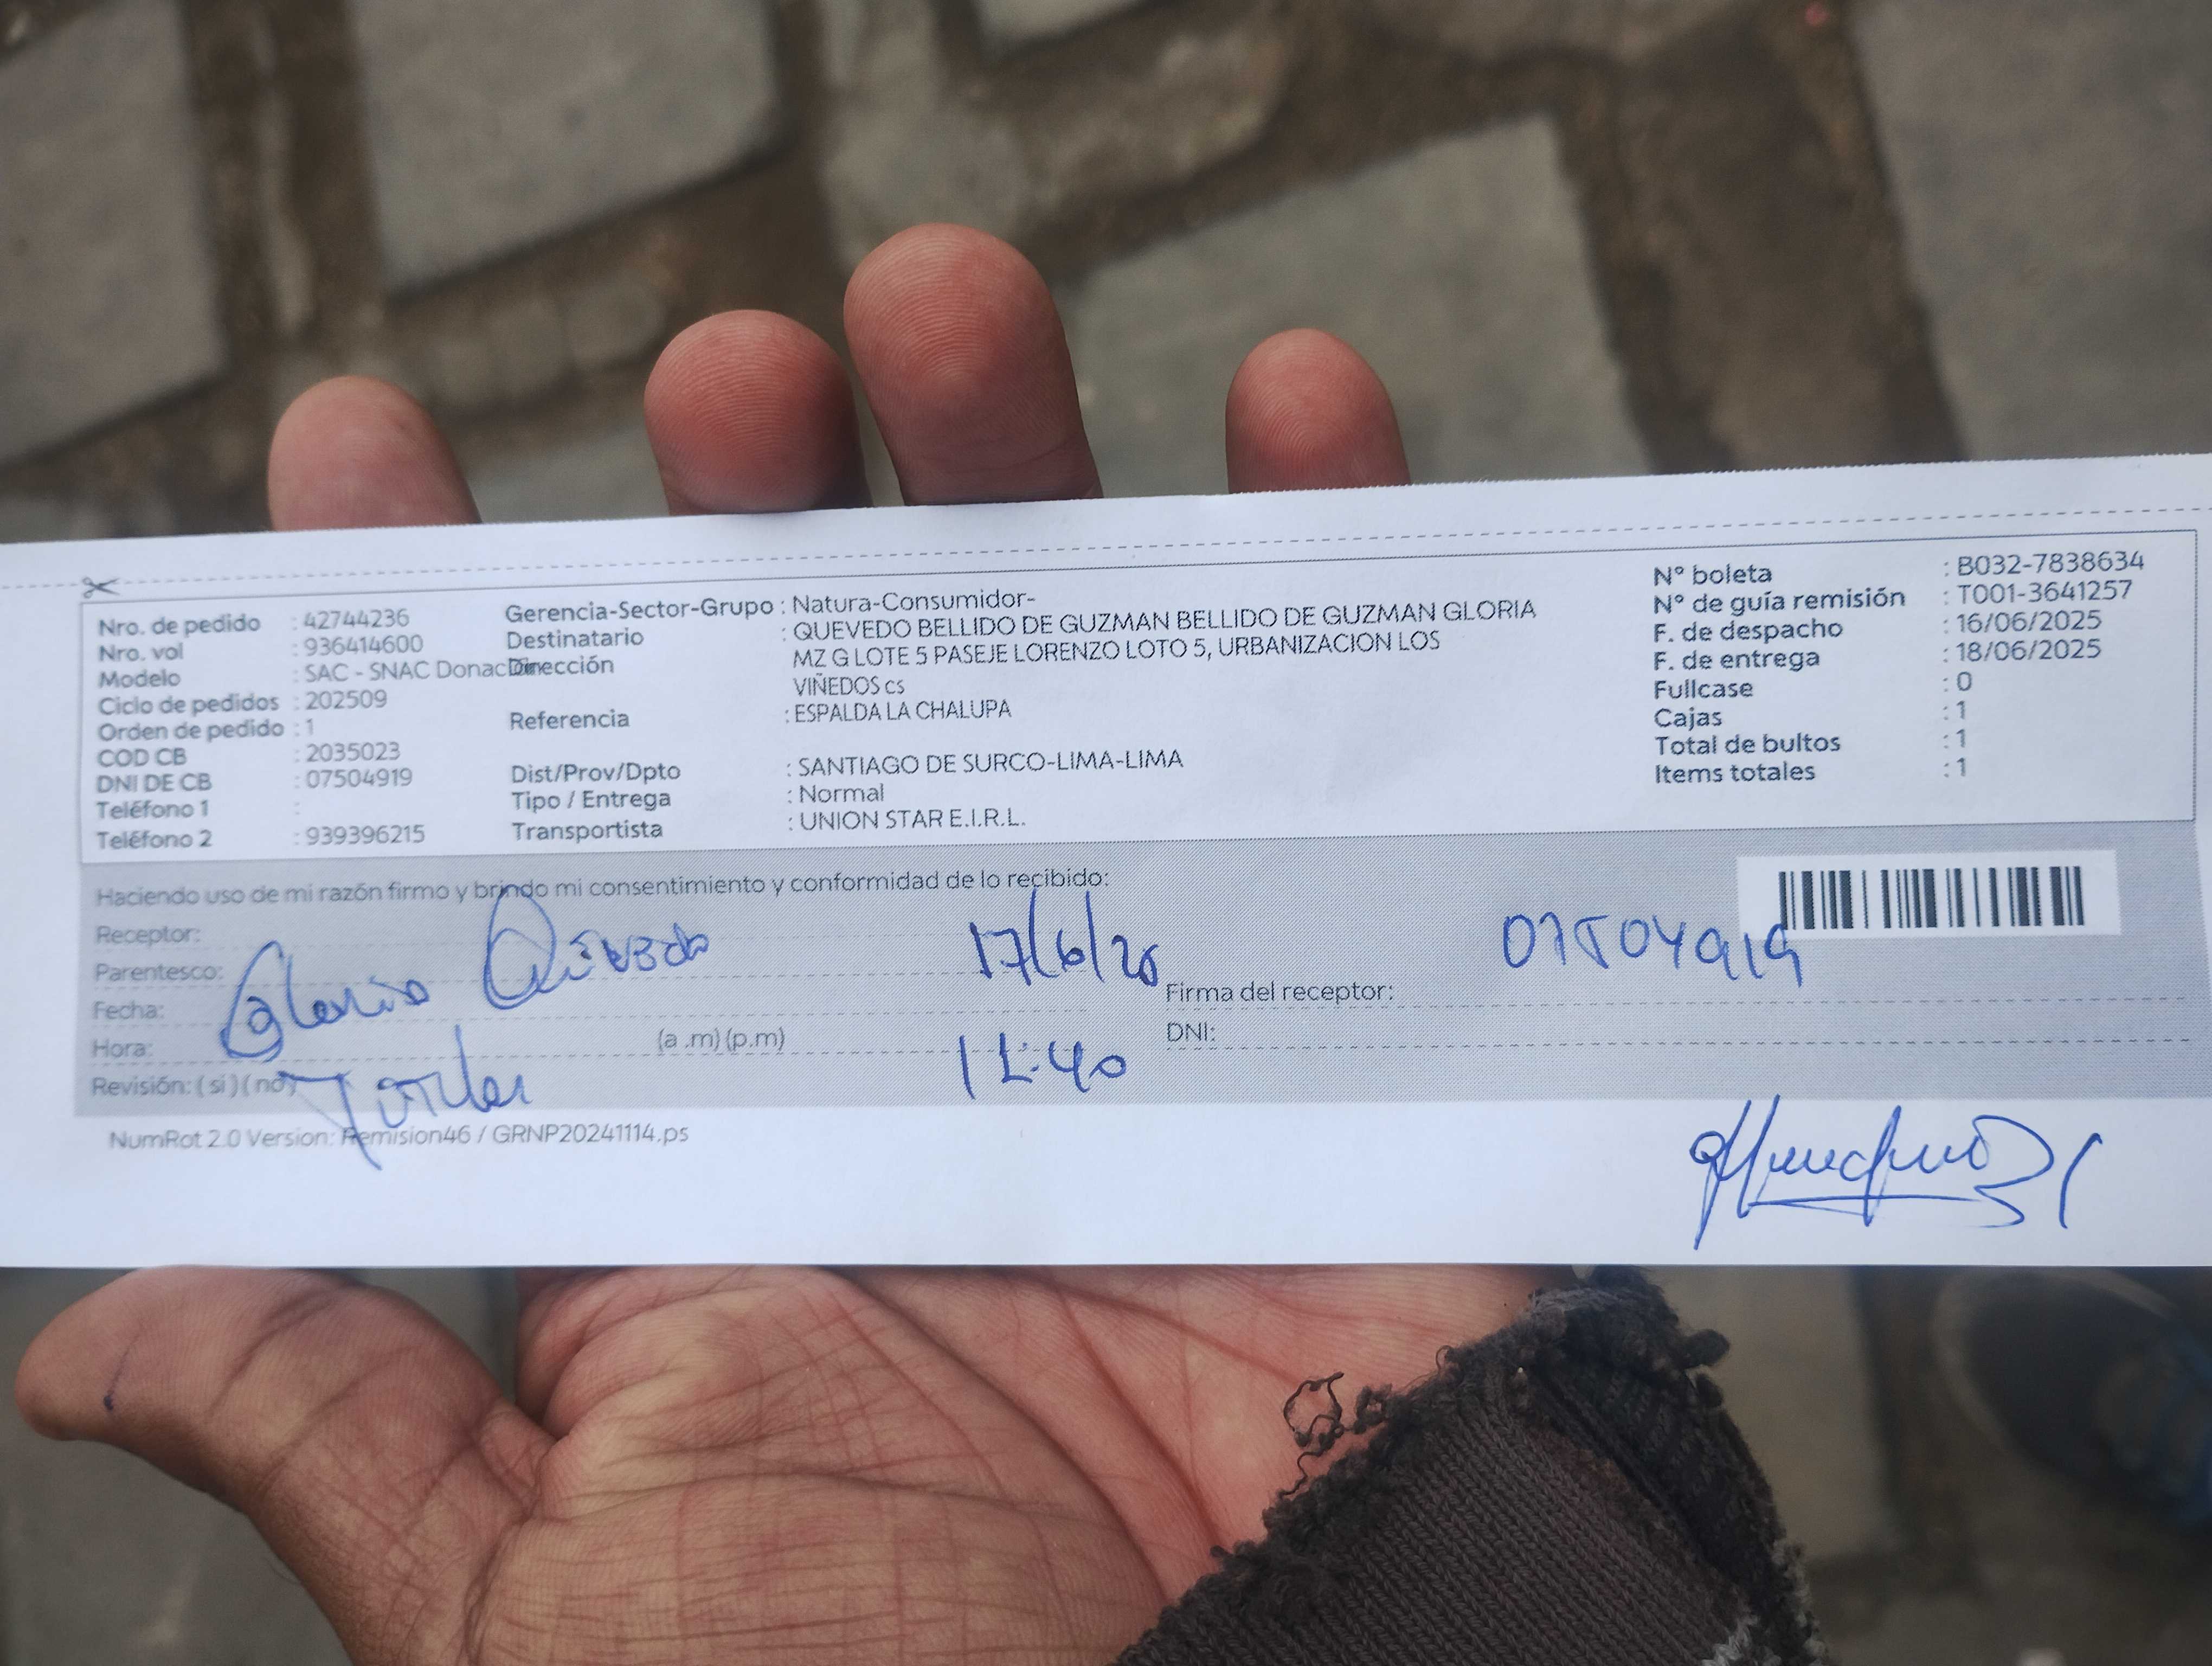 Nro. de pedido : 42744236
Nro. vol : 936414600
Modelo : SAC - SNAC Donación
Ciclo de pedidos : 202509
Orden de pedido : 1
COD CB : 2035023
DNI DE CB : 07504919
Teléfono 1 :
Teléfono 2 : 939396215
Gerencia-Sector-Grupo : Natura-Consumidor-
Destinatario : QUEVEDO BELLIDO DE GUZMAN BELLIDO DE GUZMAN GLORIA
Dirección MZ G LOTE 5 PASEJE LORENZO LOTO 5, URBANIZACION LOS
VIÑEDOS cs
Referencia : ESPALDA LA CHALUPA
Dist/Prov/Dpto : SANTIAGO DE SURCO-LIMA-LIMA
Tipo / Entrega : Normal
Transportista : UNION STAR E.I.R.L.
N° boleta : B032-7838634
N° de guía remisión : T001-3641257
F. de despacho : 16/06/2025
F. de entrega : 18/06/2025
Fullcase : 0
Cajas : 1
Total de bultos : 1
Items totales : 1
Haciendo uso de mi razón firmo y brindo mi consentimiento y conformidad de lo recibido:
Receptor:
Parentesco:
Fecha:
Hora: (a .m) (p.m)
Revisión: ( si ) ( no )
Gloria Quevedo
17/6/25
07504919
Firma del receptor:
DNI:
NumRot 2.0 Version: Remision46 / GRNP20241114.ps